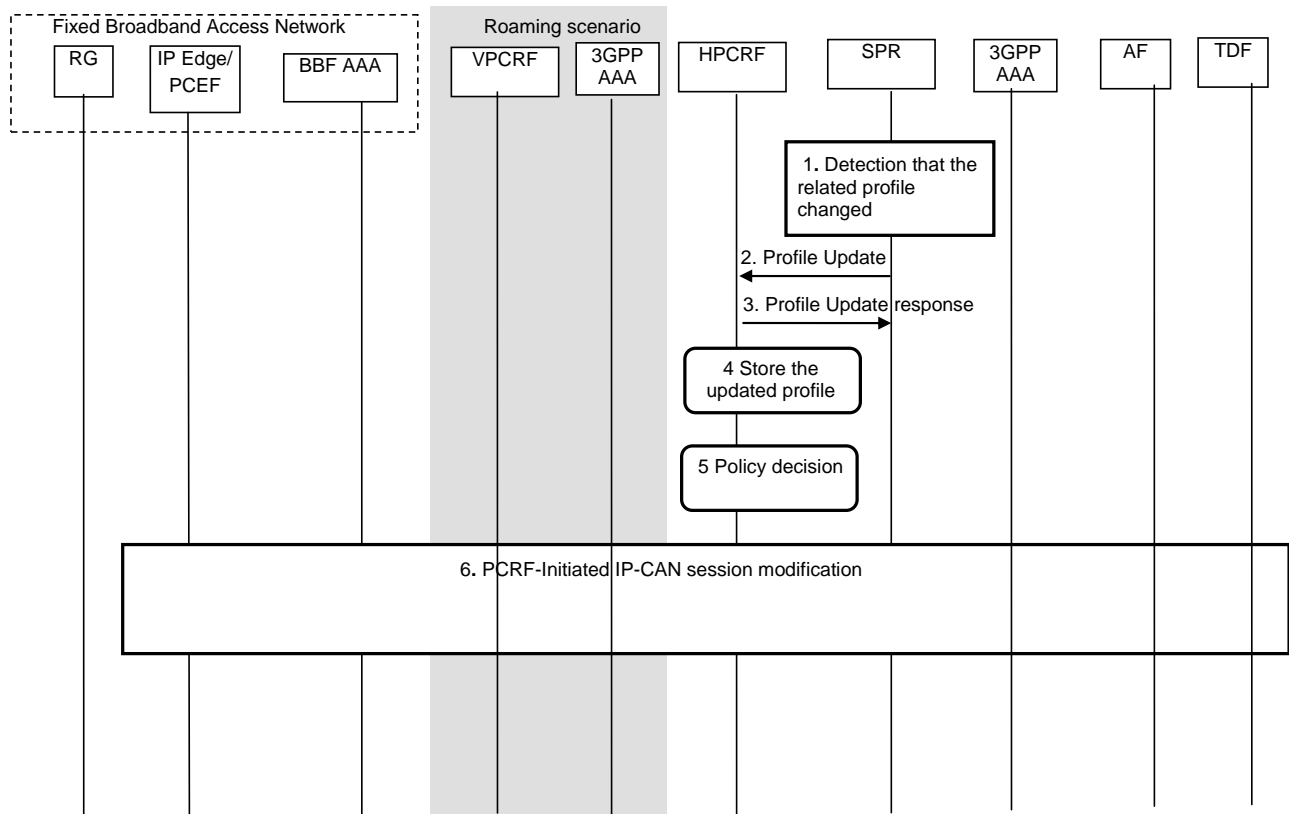 Fixed Broadband Access Network
Roaming scenario
RG
IP Edge/
PCEF
BBF AAA
VPCRF
3GPP
AAA
HPCRF
SPR
3GPP
AAA
AF
TDF
1. Detection that the
related profile
changed
2. Profile Update
3. Profile Update response
4 Store the
updated profile
5 Policy decision
6. PCRF-Initiated IP-CAN session modification